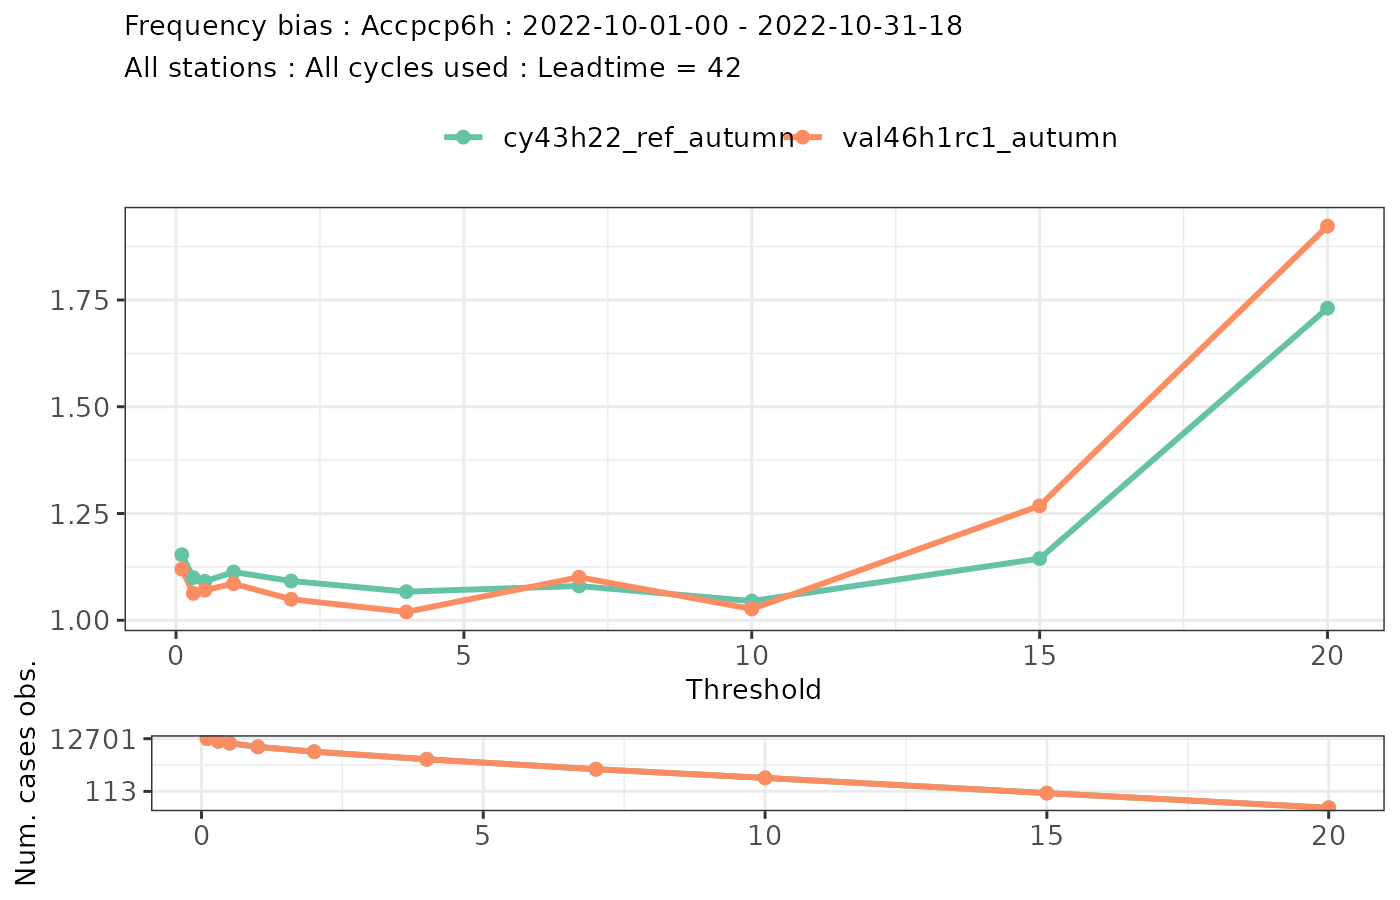 Frequency bias : Accpcp6h : 2022-10-01-00 - 2022-10-31-18
All stations : All cycles used : Leadtime = 42
cy43h22_ref_autumn val46h1rc1_autumn
1.75
1.50
1.25
1.00
0 5 10 15 20
Threshold
Num. cases obs.
12701
113
0 5 10 15 20